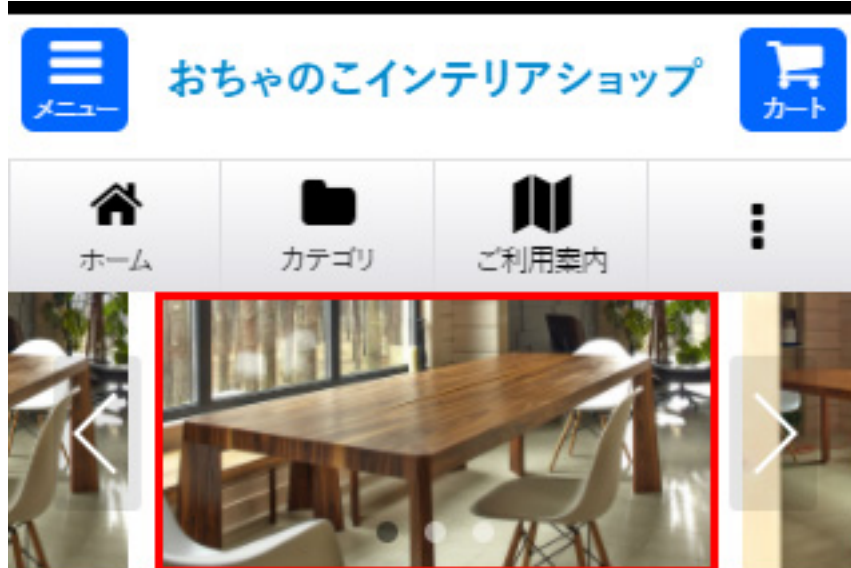 メニュー
おちゃのこインテリアショップ
カート
ホーム
カテゴリ
ご利用案内